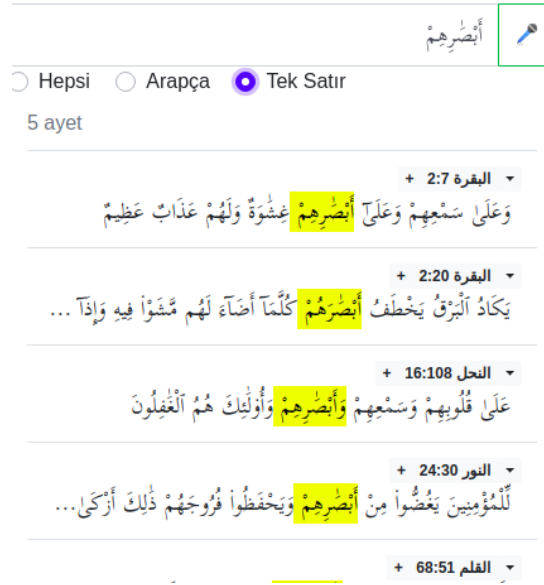 أَبْصَٰرِهِمْ
Hepsi Arapça Tek Satır
5 ayet
البقرة 2:7 +
وَعَلَىٰ سَمْعِهِمْ وَعَلَىٰٓ أَبْصَٰرِهِمْ غِشَٰوَةٌ وَلَهُمْ عَذَابٌ عَظِيمٌ
البقرة 2:20 +
يَكَادُ ٱلْبَرْقُ يَخْطَفُ أَبْصَٰرَهُمْ كُلَّمَآ أَضَآءَ لَهُم مَّشَوْا۟ فِيهِ وَإِذَآ ...
النحل 16:108 +
عَلَىٰ قُلُوبِهِمْ وَسَمْعِهِمْ وَأَبْصَٰرِهِمْ وَأُو۟لَٰٓئِكَ هُمُ ٱلْغَٰفِلُونَ
النور 24:30 +
لِّلْمُؤْمِنِينَ يَغُضُّوا۟ مِنْ أَبْصَٰرِهِمْ وَيَحْفَظُوا۟ فُرُوجَهُمْ ذَٰلِكَ أَزْكَىٰ...
القلم 68:51 +